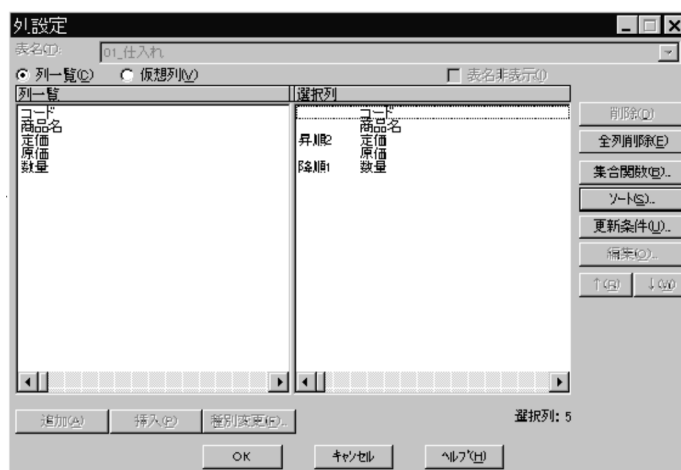 列設定
表名(T):
01_仕入れ
列一覧(C)
仮想列(V)
表名非表示(I)
列一覧
選択列
コード
商品名
定価
原価
数量
コード
商品名
昇順2 定価
原価
降順1 数量
削除(D)
全列削除(E)
集合関数(B)..
ソート(S)..
更新条件(U)..
編集(O)..
↑(R)
↓(W)
追加(A)
挿入(P)
種別変更(F)..
選択列: 5
OK
キャンセル
ヘルプ(H)